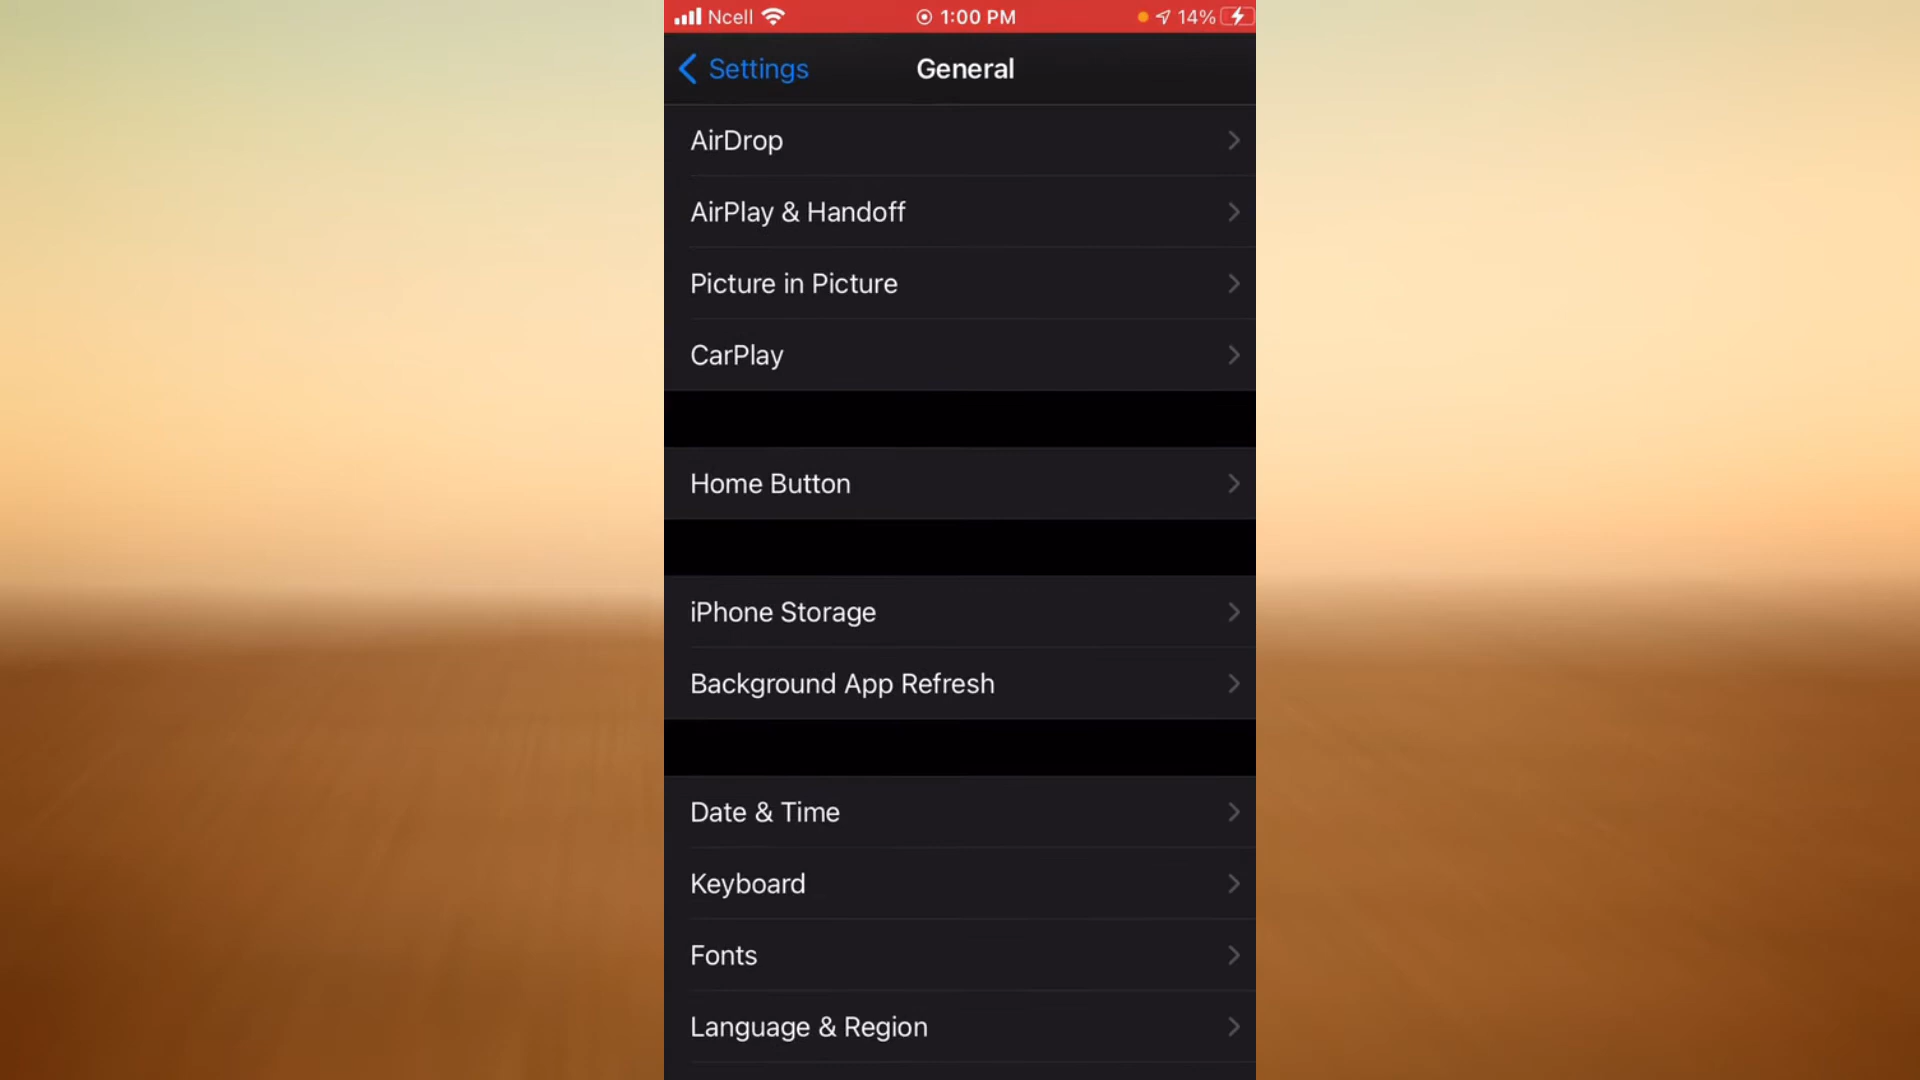 Ncell 1:00 PM 14%
Settings General
AirDrop
AirPlay & Handoff
Picture in Picture
CarPlay
Home Button
iPhone Storage
Background App Refresh
Date & Time
Keyboard
Fonts
Language & Region